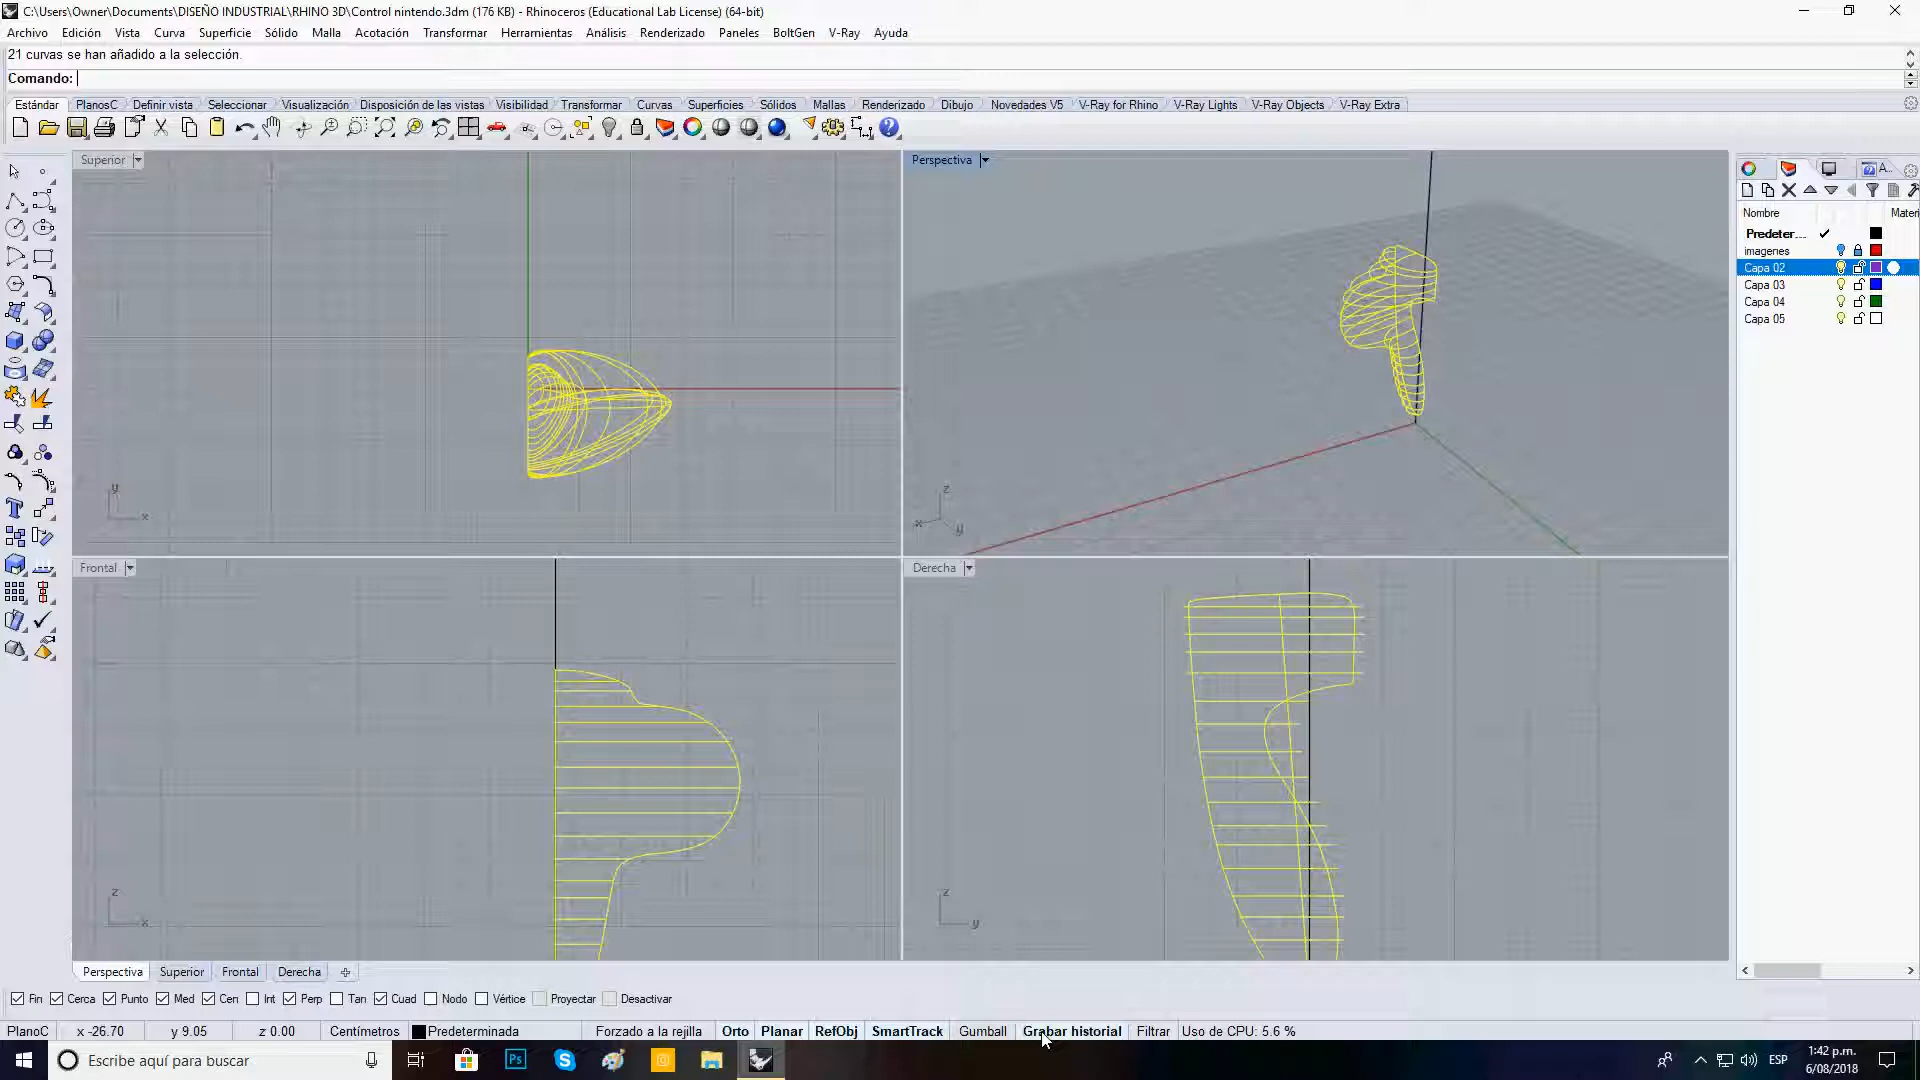 C:\Users\Owner\Documents\DISEÑO INDUSTRIAL\RHINO 3D\Control nintendo.3dm (176 KB) - Rhinoceros (Educational Lab License) (64-bit)
Archivo Edición Vista Curva Superficie Sólido Malla Acotación Transformar Herramientas Análisis Renderizado Paneles BoltGen V-Ray Ayuda
21 curvas se han añadido a la selección.
Comando:
Estándar PlanosC Definir vista Seleccionar Visualización Disposición de las vistas Visibilidad Transformar Curvas Superficies Sólidos Mallas Renderizado Dibujo Novedades V5 V-Ray for Rhino V-Ray Lights V-Ray Objects V-Ray Extra
Superior
Perspectiva
A...
Nombre Materi
Predeter...
imagenes
Capa 02
Capa 03
Capa 04
Capa 05
y
x
z
x
y
Frontal
Derecha
z
x
z
y
Perspectiva Superior Frontal Derecha
Fin Cerca Punto Med Cen Int Perp Tan Cuad Nodo Vértice Proyectar Desactivar
PlanoC x -26.70 y 9.05 z 0.00 Centímetros Predeterminada Forzado a la rejilla Orto Planar RefObj SmartTrack Gumball Grabar historial Filtrar Uso de CPU: 5.6 %
Escribe aquí para buscar
Ps
ESP
1:42 p.m.
6/08/2018